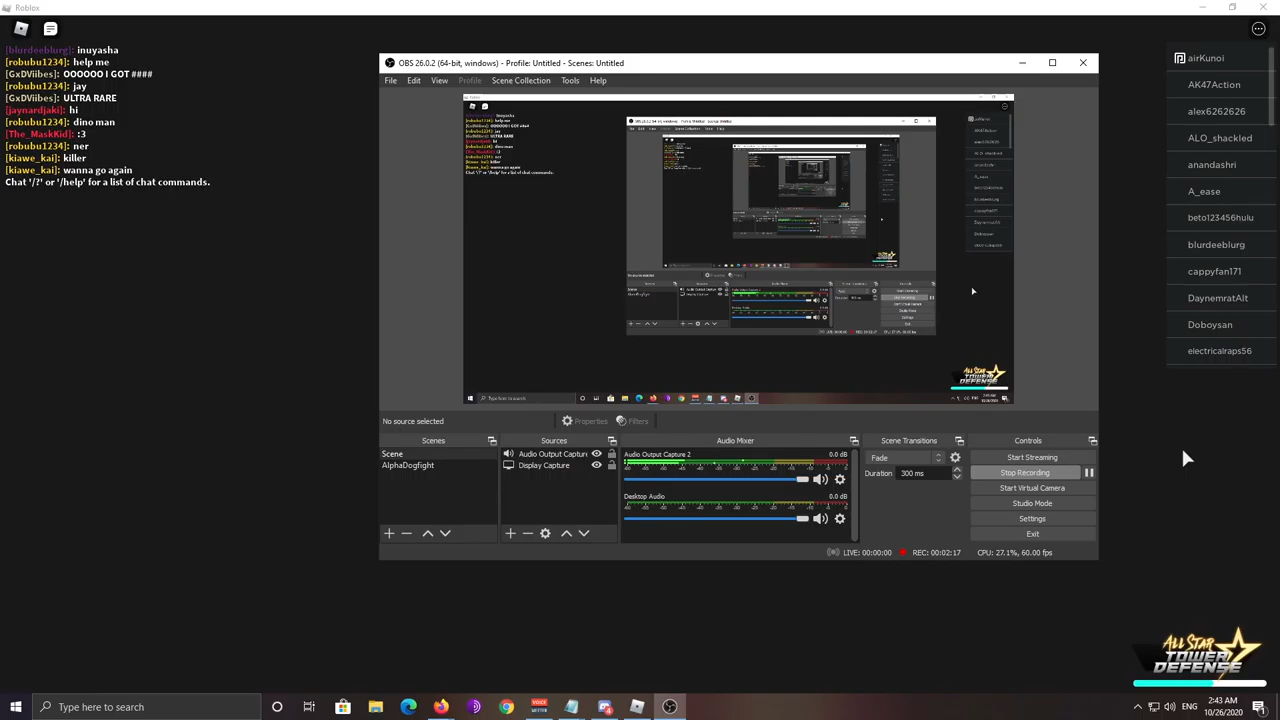 Roblox
[blurdeeblurg]: inuyasha
[robubu1234]: help me
[GxDViibes]: OOOOOO I GOT ####
[robubu1234]: jay
[GxDViibes]: ULTRA RARE
[jaynardjaki]: hi
[robubu1234]: dino man
[The_MaskKid]: :3
[robubu1234]: ner
[kiawe_kai]: killer
[kiawe_kai]: wanna go again
Chat '/?' or '/help' for a list of chat commands.
OBS 26.0.2 (64-bit, windows) - Profile: Untitled - Scenes: Untitled
File Edit View Profile Scene Collection Tools Help
airKunoi
AK47Action
alex6262626
ALO_shackled
anandashri
A_ease
beto123456hulu
blurdeeblurg
cappyfan171
DaynemratAlt
Doboysan
electricalraps56
No source selected Properties Filters
Scenes
Scene
AlphaDogfight
Sources
Audio Output Capture
Display Capture
Audio Mixer
Audio Output Capture 2 0.0 dB
Desktop Audio 0.0 dB
Scene Transitions
Fade
Duration 300 ms
Controls
Start Streaming
Stop Recording
Start Virtual Camera
Studio Mode
Settings
Exit
LIVE: 00:00:00 REC: 00:02:17 CPU: 27.1%, 60.00 fps
ALL STAR
TOWER
DEFENSE
Type here to search
ENG
2:43 AM
10/26/2020